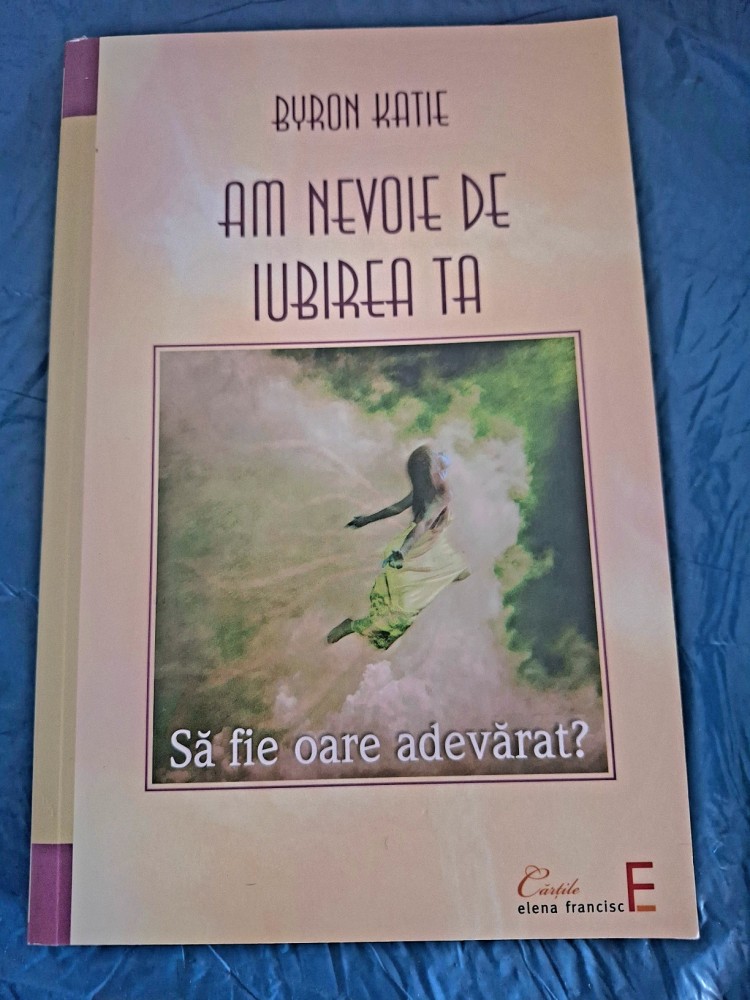 BYRON KATIE
AM NEVOIE DE
IUBIREA TA
Să fie oare adevărat?
Cărțile
elena francisc E